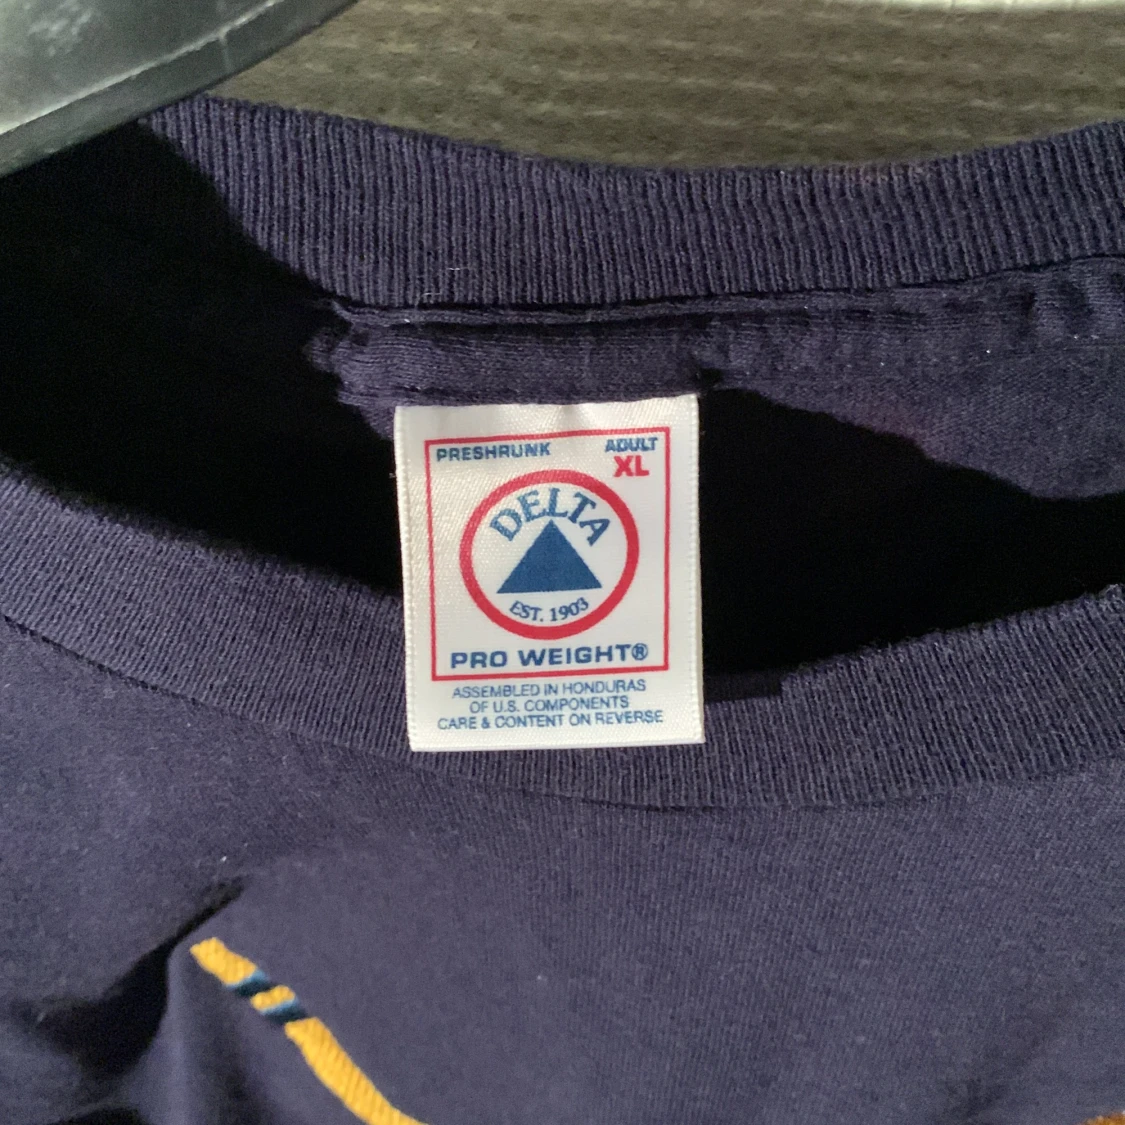 PRESHRUNK
ADULT
XL
DELTA
EST. 1903
PRO WEIGHT®
ASSEMBLED IN HONDURAS
OF U.S. COMPONENTS
CARE & CONTENT ON REVERSE